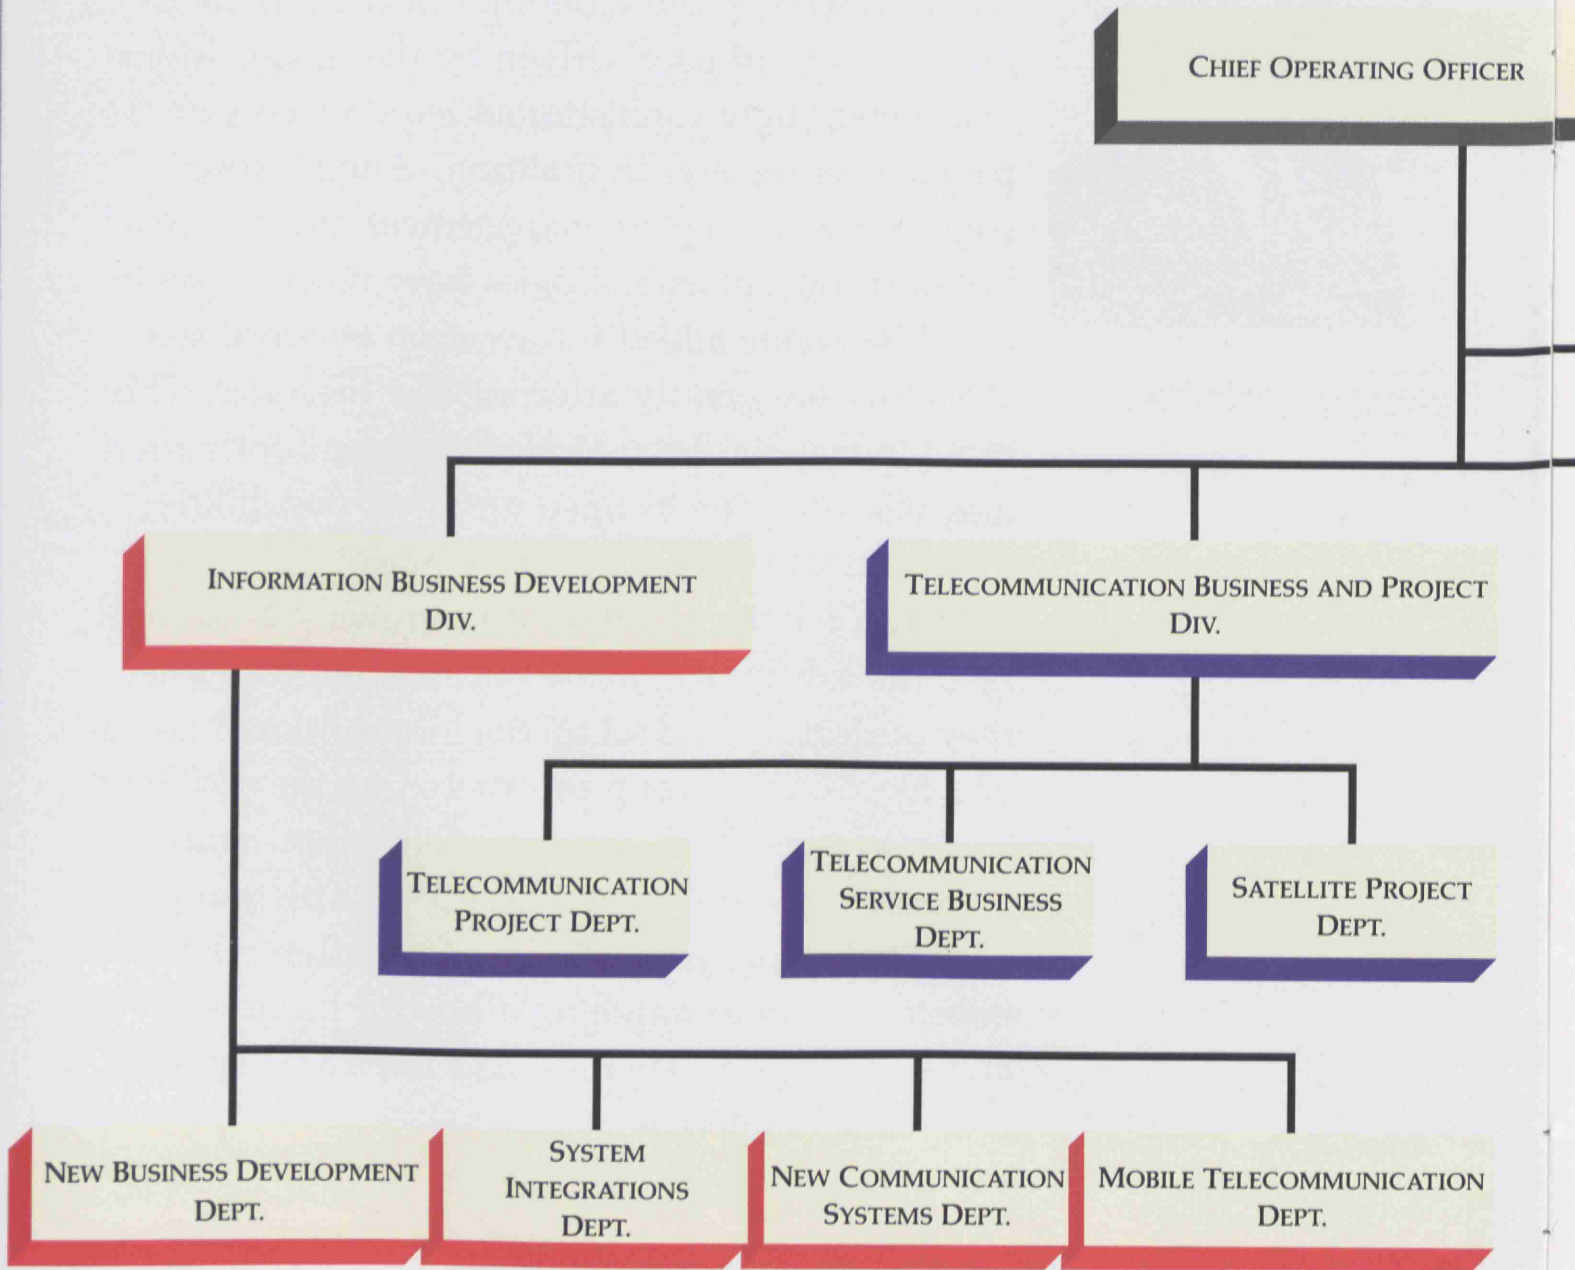 CHIEF OPERATING OFFICER
INFORMATION BUSINESS DEVELOPMENT
DIV.
TELECOMMUNICATION BUSINESS AND PROJECT
DIV.
TELECOMMUNICATION
PROJECT DEPT.
TELECOMMUNICATION
SERVICE BUSINESS
DEPT.
SATELLITE PROJECT
DEPT.
NEW BUSINESS DEVELOPMENT
DEPT.
SYSTEM
INTEGRATIONS
DEPT.
NEW COMMUNICATION
SYSTEMS DEPT.
MOBILE TELECOMMUNICATION
DEPT.